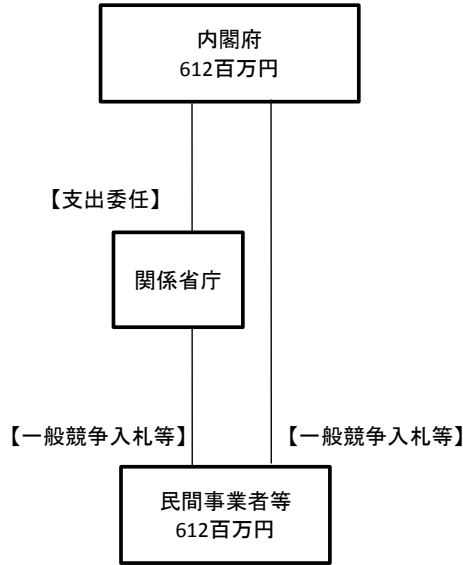 内閣府
612百万円
【支出委任】
関係省庁
【一般競争入札等】
【一般競争入札等】
民間事業者等
612百万円